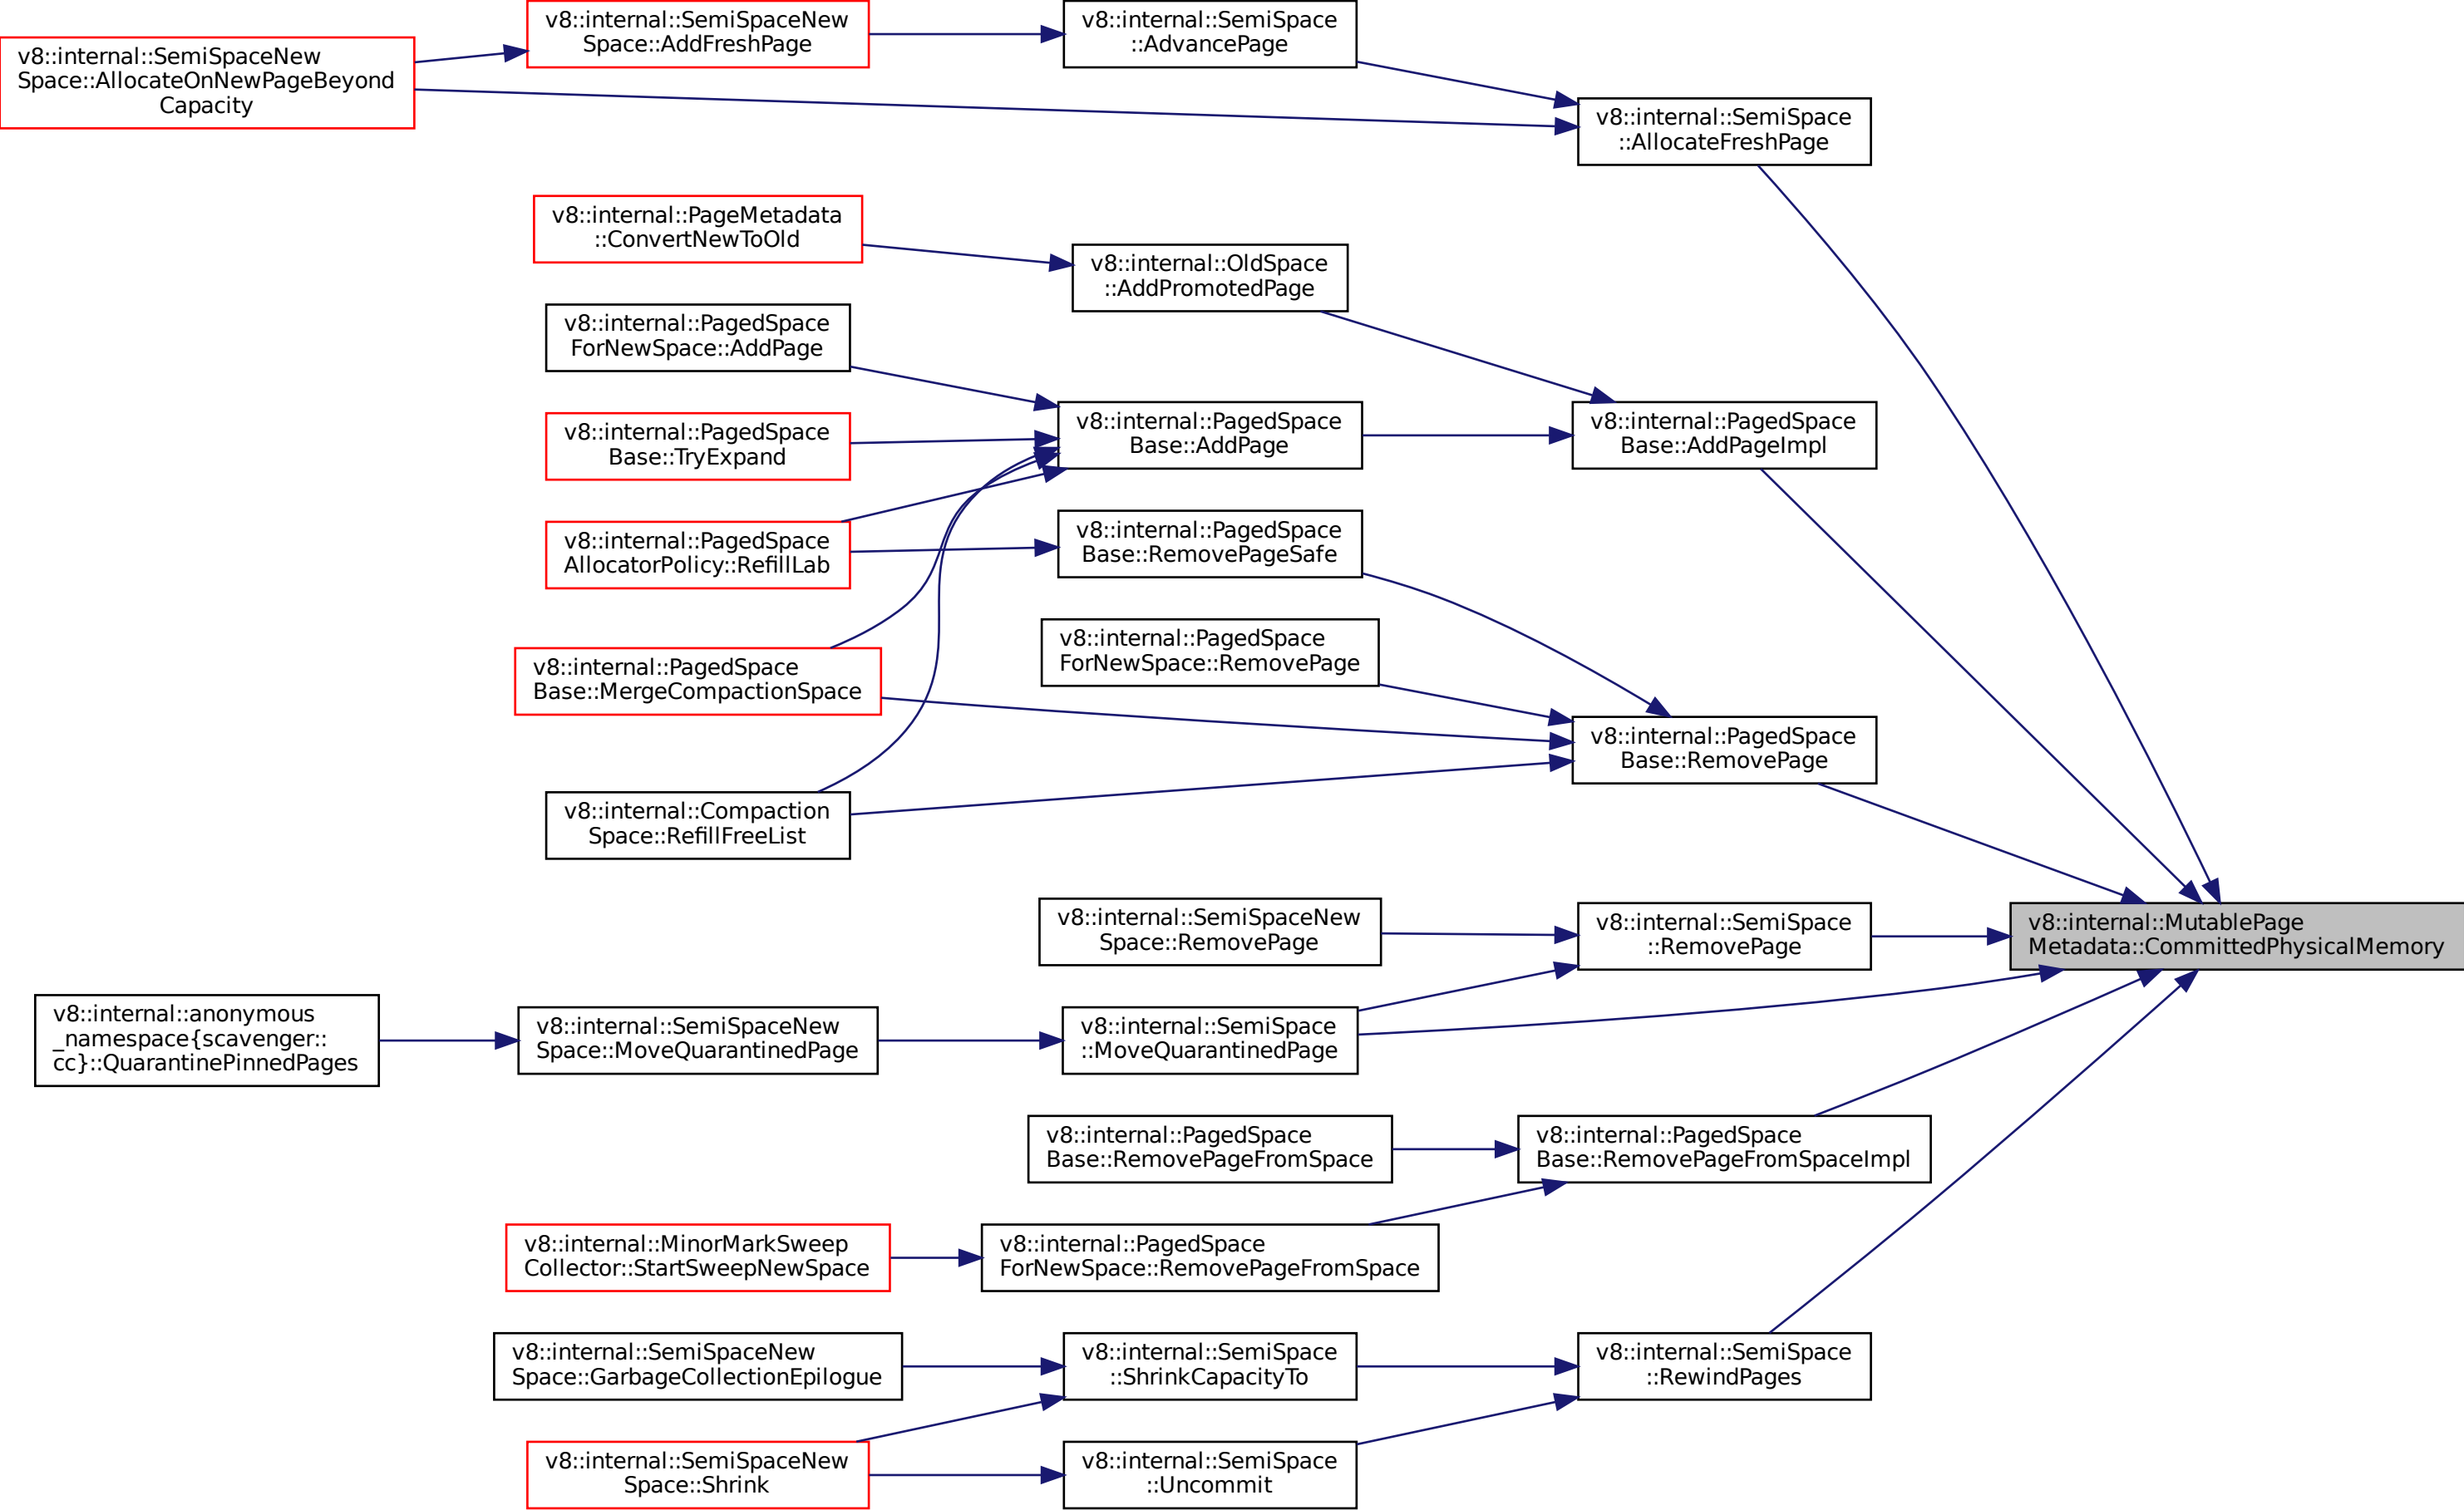 v8::internal::SemiSpaceNew
Space::AllocateOnNewPageBeyond
Capacity
v8::internal::SemiSpaceNew
Space::AddFreshPage
v8::internal::SemiSpace
::AdvancePage
v8::internal::SemiSpace
::AllocateFreshPage
v8::internal::PageMetadata
::ConvertNewToOld
v8::internal::OldSpace
::AddPromotedPage
v8::internal::PagedSpace
ForNewSpace::AddPage
v8::internal::PagedSpace
Base::TryExpand
v8::internal::PagedSpace
Base::AddPage
v8::internal::PagedSpace
Base::AddPageImpl
v8::internal::PagedSpace
AllocatorPolicy::RefillLab
v8::internal::PagedSpace
Base::RemovePageSafe
v8::internal::PagedSpace
ForNewSpace::RemovePage
v8::internal::PagedSpace
Base::MergeCompactionSpace
v8::internal::PagedSpace
Base::RemovePage
v8::internal::Compaction
Space::RefillFreeList
v8::internal::SemiSpaceNew
Space::RemovePage
v8::internal::SemiSpace
::RemovePage
v8::internal::MutablePage
Metadata::CommittedPhysicalMemory
v8::internal::anonymous
_namespace{scavenger::
cc}::QuarantinePinnedPages
v8::internal::SemiSpaceNew
Space::MoveQuarantinedPage
v8::internal::SemiSpace
::MoveQuarantinedPage
v8::internal::PagedSpace
Base::RemovePageFromSpace
v8::internal::PagedSpace
Base::RemovePageFromSpaceImpl
v8::internal::MinorMarkSweep
Collector::StartSweepNewSpace
v8::internal::PagedSpace
ForNewSpace::RemovePageFromSpace
v8::internal::SemiSpaceNew
Space::GarbageCollectionEpilogue
v8::internal::SemiSpace
::ShrinkCapacityTo
v8::internal::SemiSpace
::RewindPages
v8::internal::SemiSpaceNew
Space::Shrink
v8::internal::SemiSpace
::Uncommit